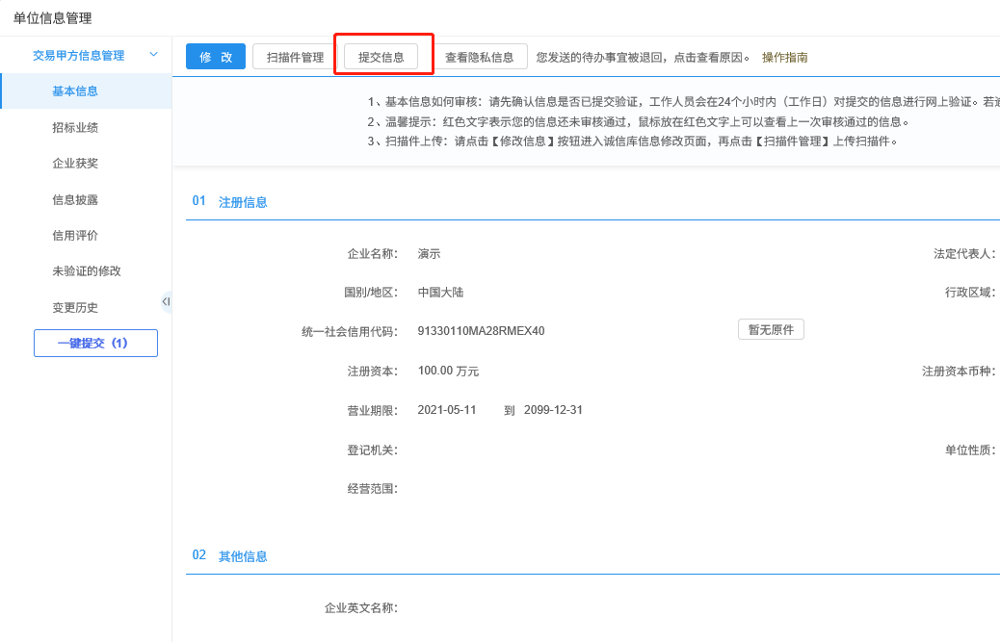 单位信息管理
交易甲方信息管理
基本信息
招标业绩
企业获奖
信息披露
信用评价
未验证的修改
变更历史
一键提交（1）
修 改 扫描件管理 提交信息 查看隐私信息 您发送的待办事宜被退回，点击查看原因。 操作指南
1、基本信息如何审核：请先确认信息是否已提交验证，工作人员会在24个小时内（工作日）对提交的信息进行网上验证。若
2、温馨提示：红色文字表示您的信息还未审核通过，鼠标放在红色文字上可以查看上一次审核通过的信息。
3、扫描件上传：请点击【修改信息】按钮进入诚信库信息修改页面，再点击【扫描件管理】上传扫描件。
01 注册信息
企业名称： 演示 法定代表人：
国别/地区： 中国大陆 行政区域：
统一社会信用代码： 91330110MA28RMEX40 暂无原件
注册资本： 100.00 万元 注册资本币种：
营业期限： 2021-05-11 到 2099-12-31
登记机关： 单位性质：
经营范围：
02 其他信息
企业英文名称：